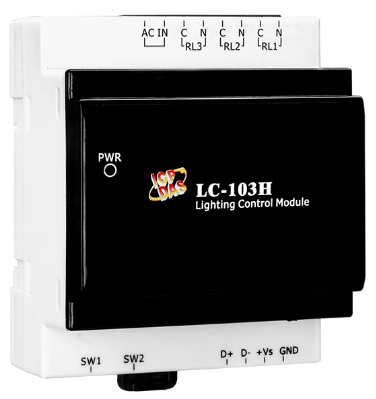 AC IN C N C N C N
RL3 RL2 RL1
PWR
ICP
DAS
LC-103H
Lighting Control Module
SW1 SW2 D+ D- +Vs GND